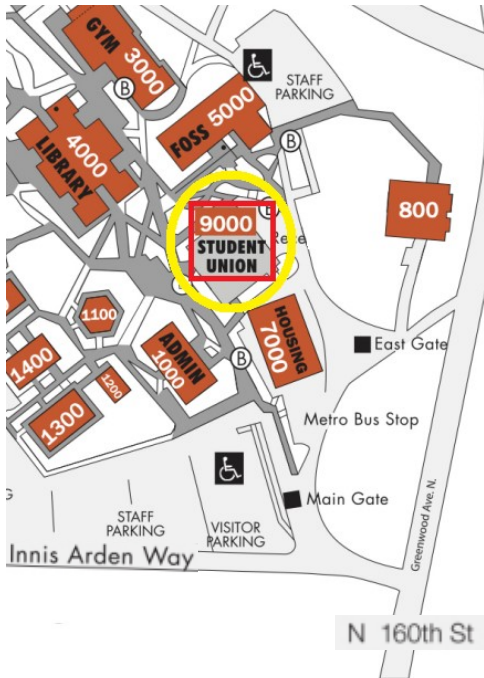 GYM 3000
STAFF
PARKING
FOSS 5000
B
LIBRARY 4000
B
800
9000
STUDENT
UNION
1100
HOUSING
7000
ADMIN
1000
East Gate
1400
B
1200
1300
Metro Bus Stop
STAFF
PARKING
VISITOR
PARKING
Main Gate
Greenwood Ave. N.
Innis Arden Way
N 160th St